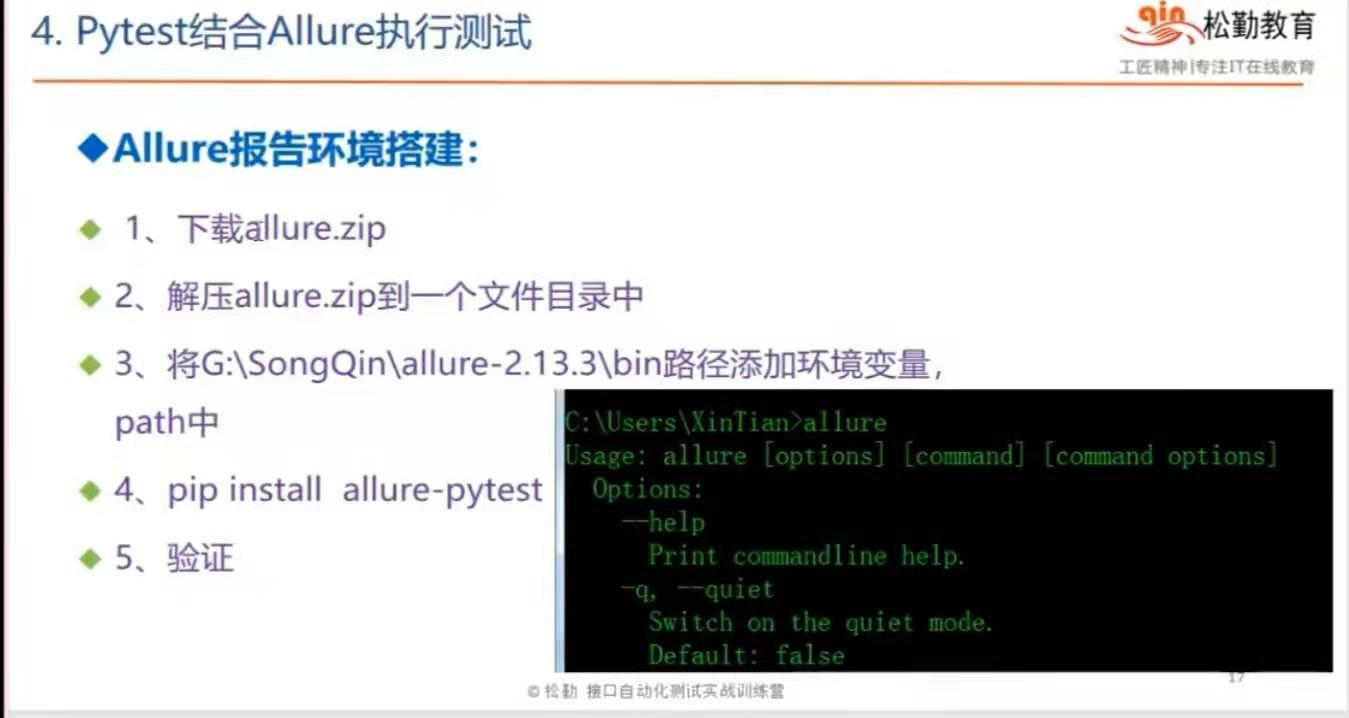 4. Pytest结合Allure执行测试
qin 松勤教育
工匠精神|专注IT在线教育
◆Allure报告环境搭建：
1、下载allure.zip
2、解压allure.zip到一个文件目录中
3、将G:\SongQin\allure-2.13.3\bin路径添加环境变量，
path中
4、pip install allure-pytest
5、验证
C:\Users\XinTian>allure
Usage: allure [options] [command] [command options]
Options:
--help
Print commandline help.
-q, --quiet
Switch on the quiet mode.
Default: false
© 松勤 接口自动化测试实战训练营
17